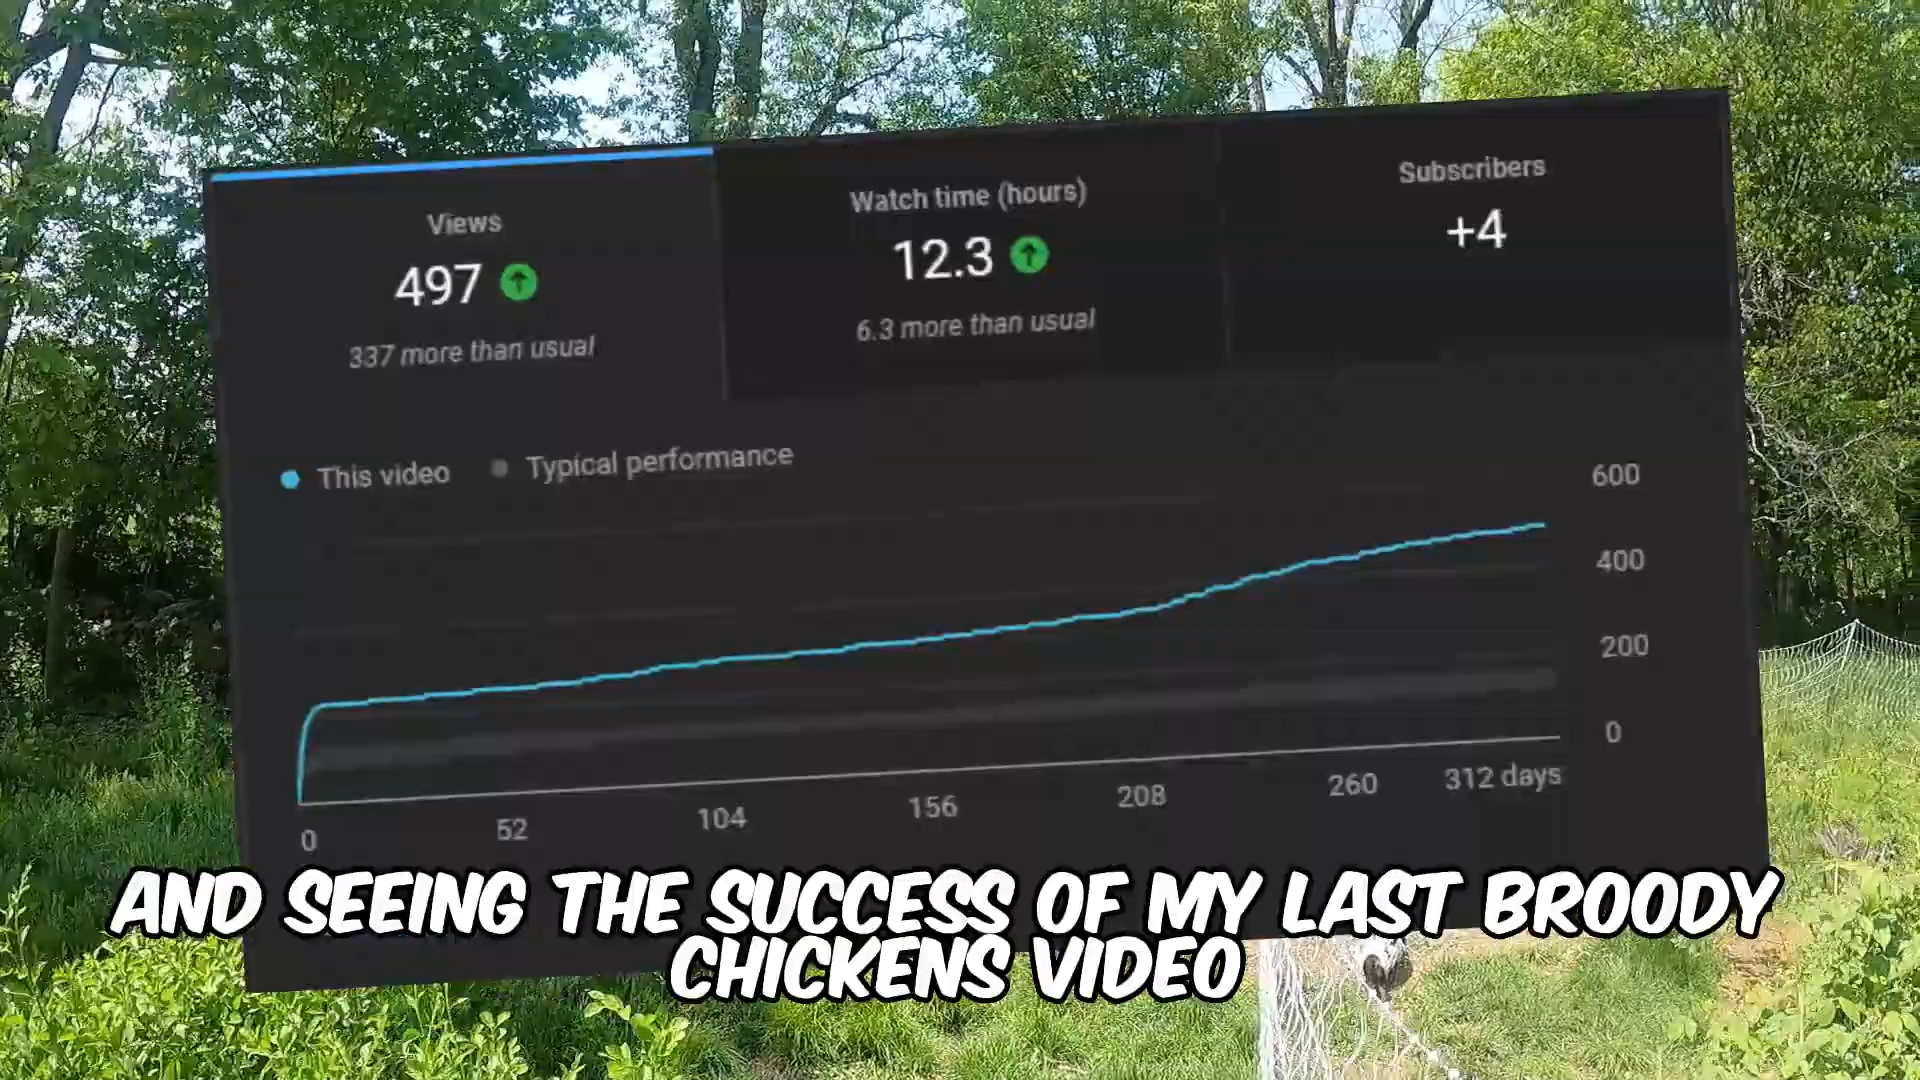 Views
497
337 more than usual
Watch time (hours)
12.3
6.3 more than usual
Subscribers
+4
This video
Typical performance
600
400
200
0
0
52
104
156
208
260
312 days
AND SEEING THE SUCCESS OF MY LAST BROODY
CHICKENS VIDEO